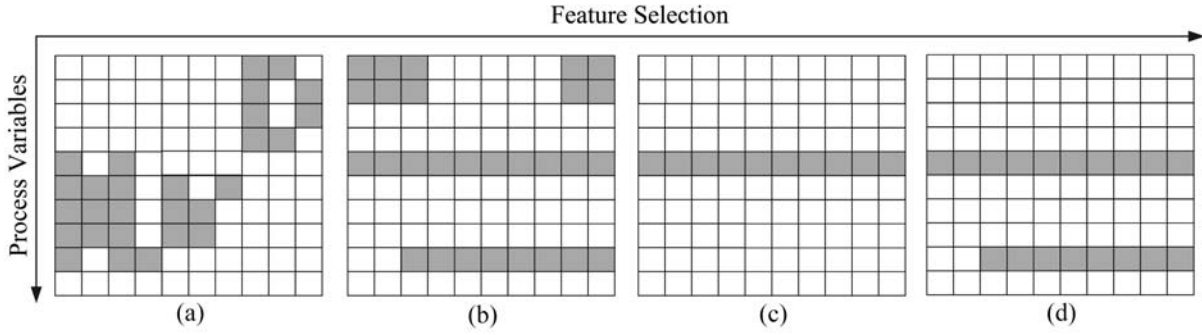 Feature Selection
Process Variables
(a)
(b)
(c)
(d)